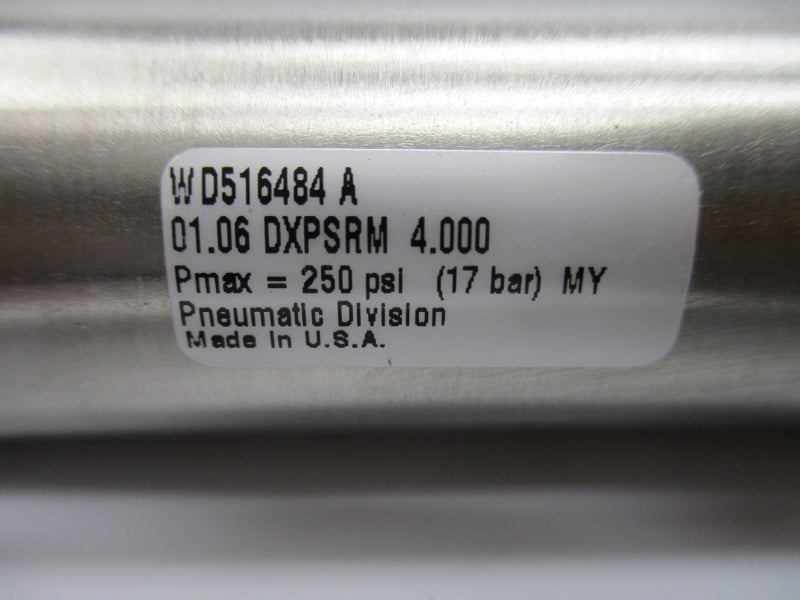 WD516484 A
01.06 DXPSRM 4.000
Pmax = 250 psi (17 bar) MY
Pneumatic Division
Made In U.S.A.